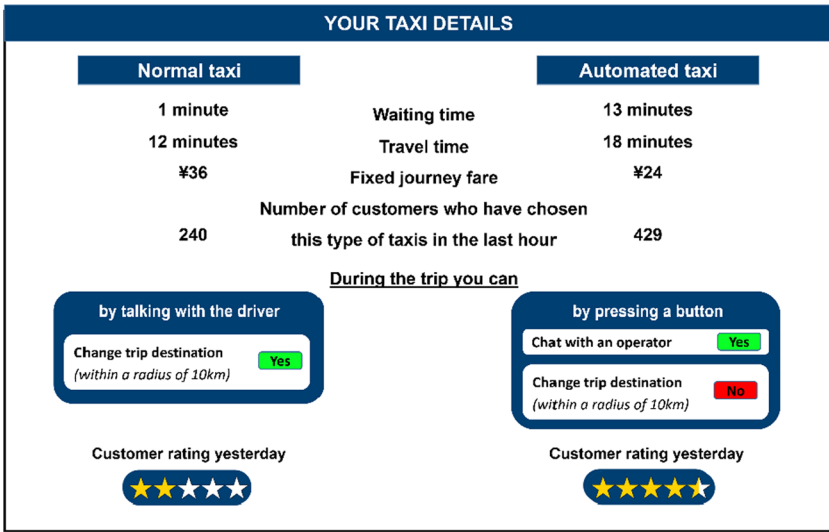 YOUR TAXI DETAILS
Normal taxi
Automated taxi
1 minute
Waiting time
13 minutes
12 minutes
Travel time
18 minutes
¥36
Fixed journey fare
¥24
Number of customers who have chosen
240
this type of taxis in the last hour
429
During the trip you can
by talking with the driver
Change trip destination
Yes
(within a radius of 10km)
by pressing a button
Chat with an operator
Yes
Change trip destination
No
(within a radius of 10km)
Customer rating yesterday
Customer rating yesterday